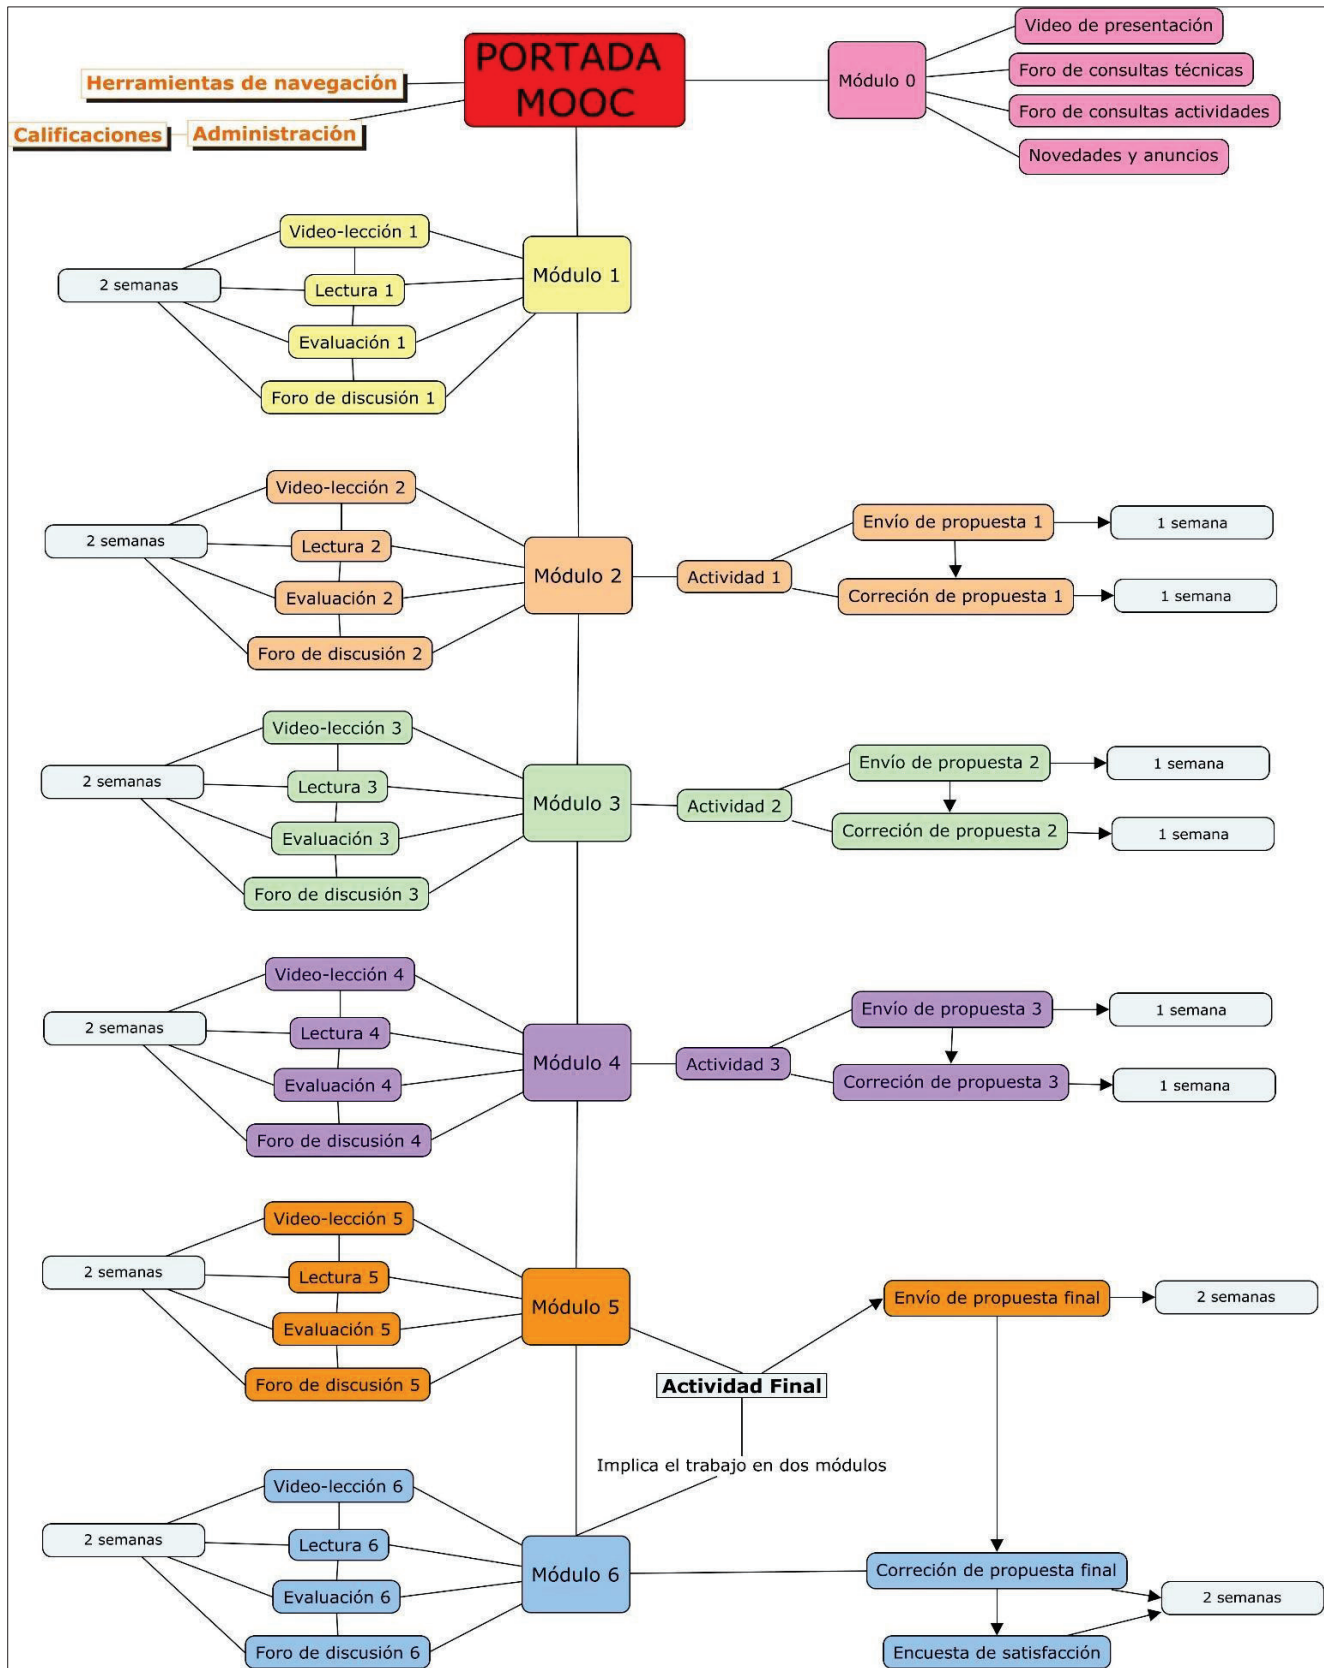 PORTADA
MOOC
Herramientas de navegación
Calificaciones
Administración
Módulo 0
Video de presentación
Foro de consultas técnicas
Foro de consultas actividades
Novedades y anuncios
Video-lección 1
2 semanas
Lectura 1
Módulo 1
Evaluación 1
Foro de discusión 1
Video-lección 2
2 semanas
Lectura 2
Módulo 2
Evaluación 2
Foro de discusión 2
Actividad 1
Envío de propuesta 1
1 semana
Correción de propuesta 1
1 semana
Video-lección 3
2 semanas
Lectura 3
Módulo 3
Evaluación 3
Foro de discusión 3
Actividad 2
Envío de propuesta 2
1 semana
Correción de propuesta 2
1 semana
Video-lección 4
2 semanas
Lectura 4
Módulo 4
Evaluación 4
Foro de discusión 4
Actividad 3
Envío de propuesta 3
1 semana
Correción de propuesta 3
1 semana
Video-lección 5
2 semanas
Lectura 5
Módulo 5
Evaluación 5
Foro de discusión 5
Envío de propuesta final
2 semanas
Actividad Final
Implica el trabajo en dos módulos
Video-lección 6
2 semanas
Lectura 6
Módulo 6
Evaluación 6
Foro de discusión 6
Correción de propuesta final
2 semanas
Encuesta de satisfacción